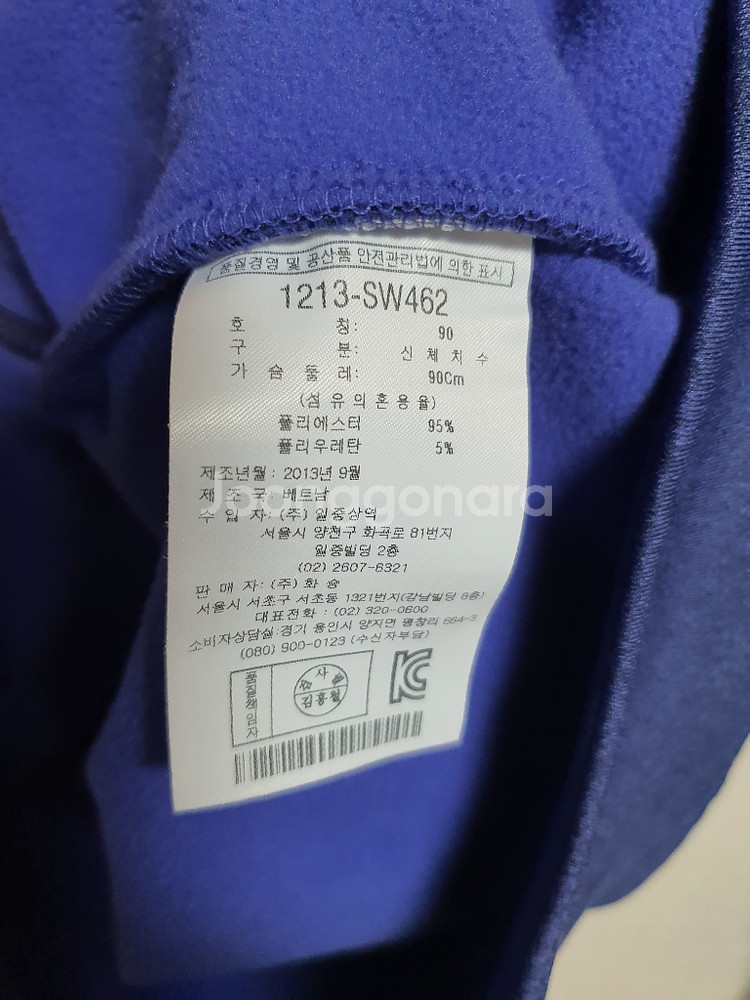 품질경영 및 공산품 안전관리법에 의한 표시
1213-SW462
호 칭: 90
구 분: 신 체 치 수
가 슴 둘 레: 90Cm
(섬 유 의 혼 용 율)
폴리에스터 95%
폴리우레탄 5%
제조년월 : 2013년 9월
제 조 국: 베트남
Joonggonara
수 입 자: (주) 일중상역
서울시 양천구 화곡로 81번지
일중빌딩 2층
(02) 2607-6321
판 매 자: (주) 화 승
서울시 서초구 서초동 1321번지(강남빌딩 6층)
대표전화 : (02) 320-0600
소비자상담실:경기 용인시 양지면 평창리 664-3
(080) 900-0123 (수신자부담)
품질책임자
검 사 필
김홍철
KC